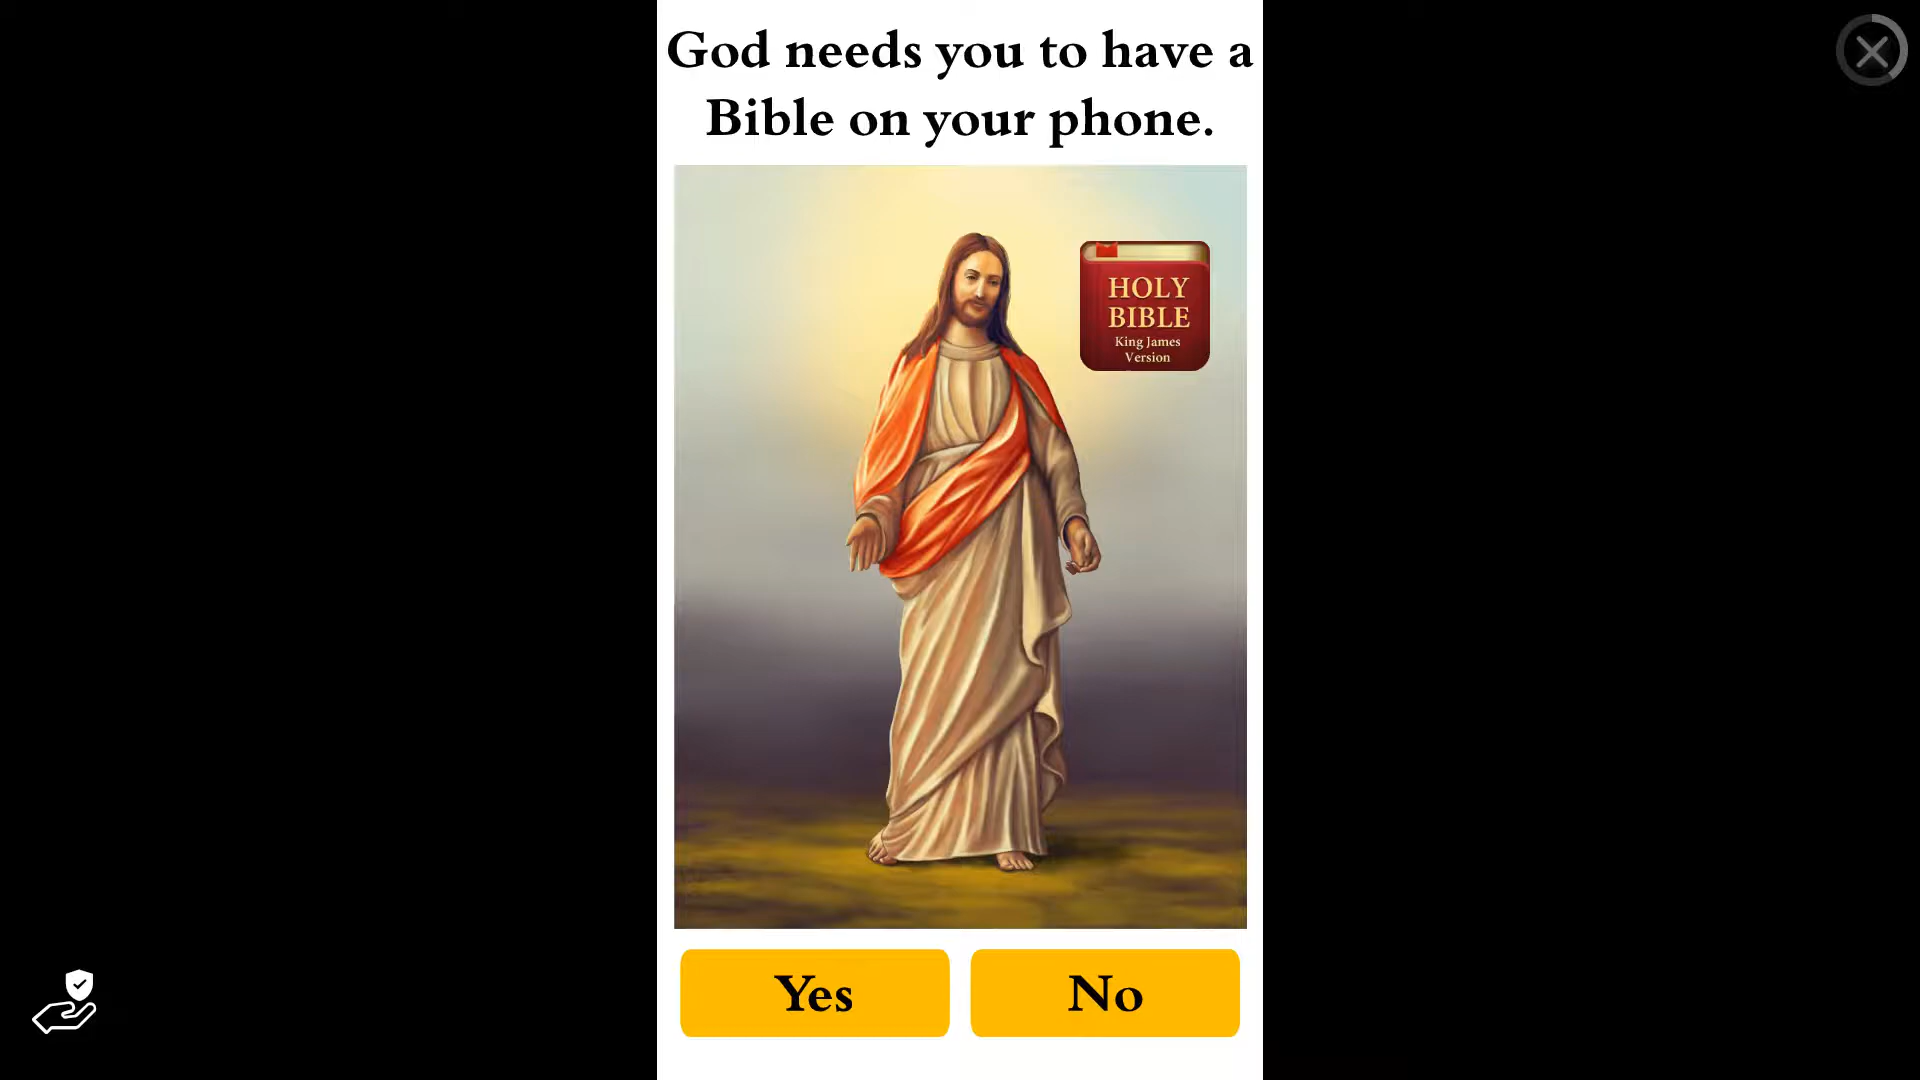 God needs you to have a
Bible on your phone.
HOLY
BIBLE
King James
Version
Yes
No